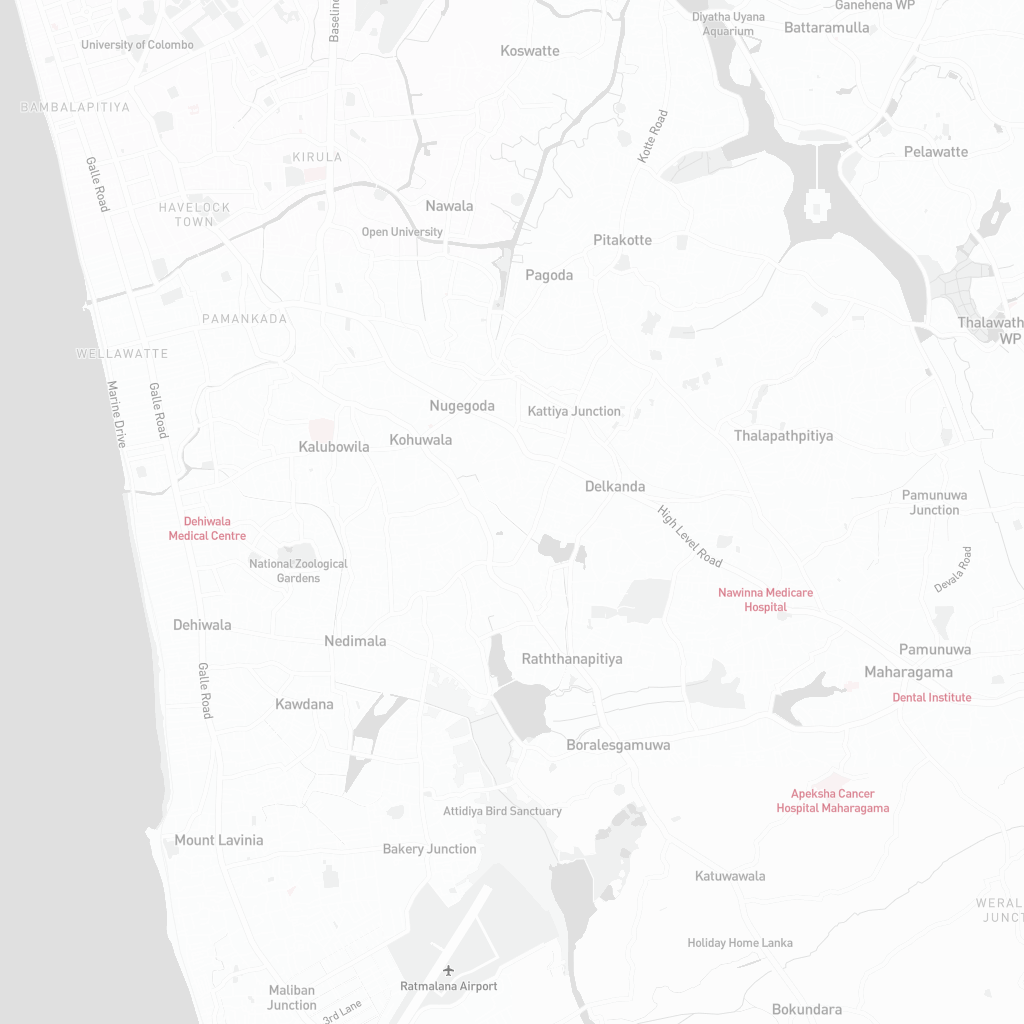 Ganehena WP
Diyatha Uyana
Aquarium
Battaramulla
Baseline
University of Colombo
Koswatte
BAMBALAPITIYA
Kotte Road
KIRULA
Pelawatte
Galle Road
HAVELOCK
TOWN
Nawala
Open University
Pitakotte
Pagoda
PAMANKADA
Thalawath
WP
WELLAWATTE
Marine Drive
Galle Road
Nugegoda
Kattiya Junction
Kohuwala
Kalubowila
Thalapathpitiya
Delkanda
Pamunuwa
Junction
High Level Road
Dehiwala
Medical Centre
National Zoological
Gardens
Devala Road
Nawinna Medicare
Hospital
Dehiwala
Nedimala
Raththanapitiya
Pamunuwa
Maharagama
Galle Road
Kawdana
Dental Institute
Boralesgamuwa
Apeksha Cancer
Hospital Maharagama
Attidiya Bird Sanctuary
Mount Lavinia
Bakery Junction
Katuwawala
WERAL
JUNCT
Holiday Home Lanka
Ratmalana Airport
Maliban
Junction
3rd Lane
Bokundara